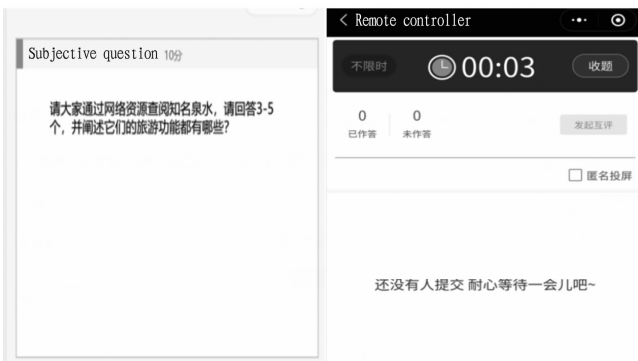 Subjective question 10分
请大家通过网络资源查阅知名泉水，请回答3-5
个，并阐述它们的旅游功能都有哪些？
< Remote controller
不限时 00:03 收题
0 0
已作答 未作答 发起互评
匿名投屏
还没有人提交 耐心等待一会儿吧~